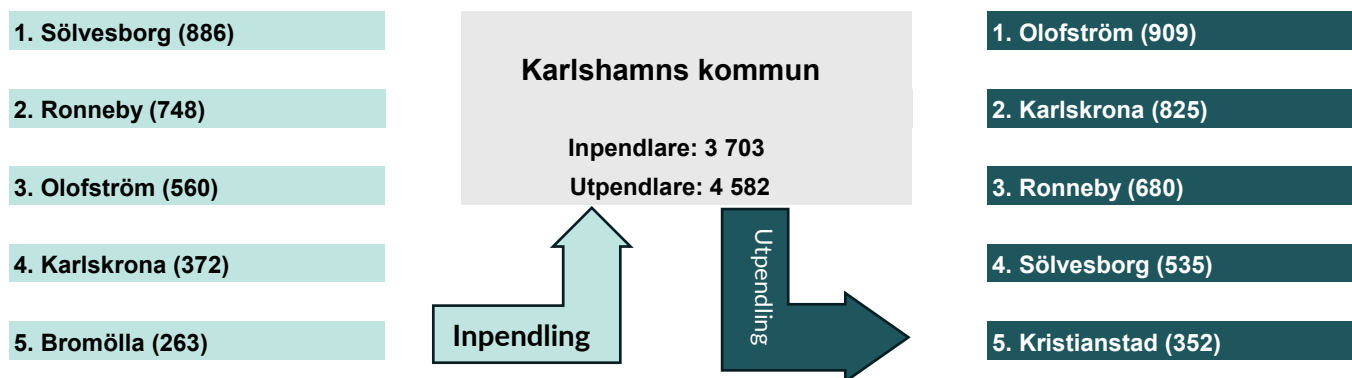 1. Sölvesborg (886)
2. Ronneby (748)
3. Olofström (560)
4. Karlskrona (372)
5. Bromölla (263)
Karlshamns kommun
Inpendlare: 3 703
Utpendlare: 4 582
Inpendling
Utpendling
1. Olofström (909)
2. Karlskrona (825)
3. Ronneby (680)
4. Sölvesborg (535)
5. Kristianstad (352)